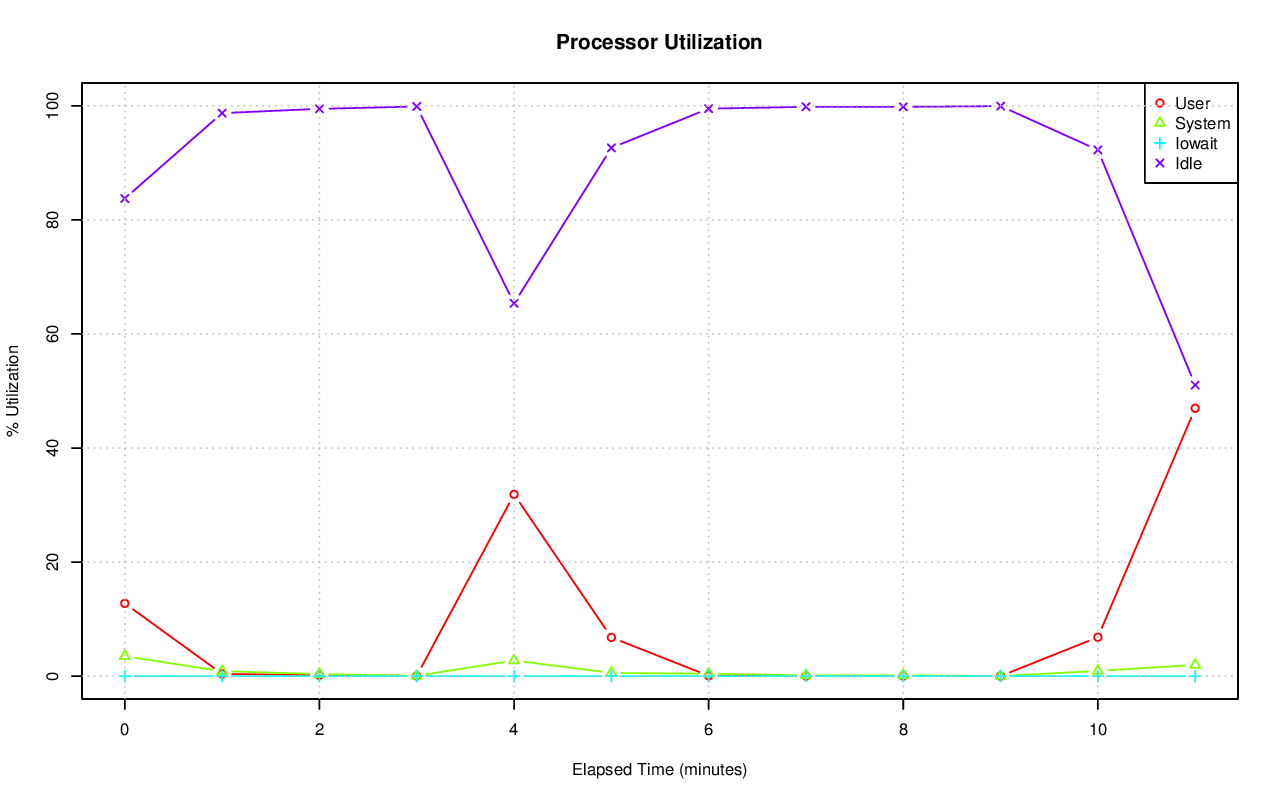 Processor Utilization
% Utilization
100
80
60
40
20
0
User
System
Iowait
Idle
0 2 4 6 8 10
Elapsed Time (minutes)